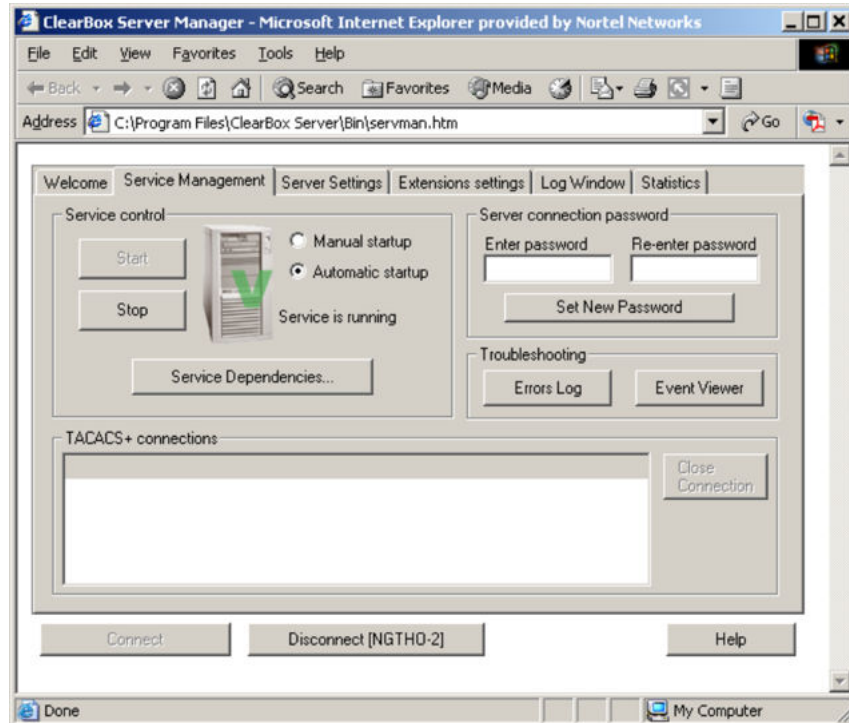 ClearBox Server Manager - Microsoft Internet Explorer provided by Nortel Networks
File Edit View Favorites Tools Help
Back Search Favorites Media
Address C:\Program Files\ClearBox Server\Bin\servman.htm Go
Welcome Service Management Server Settings Extensions settings Log Window Statistics
Service control
Start
Stop
Manual startup
Automatic startup
Service is running
Service Dependencies...
Server connection password
Enter password Re-enter password
Set New Password
Troubleshooting
Errors Log Event Viewer
TACACS+ connections
Close
Connection
Connect Disconnect [NGTHO-2] Help
Done My Computer